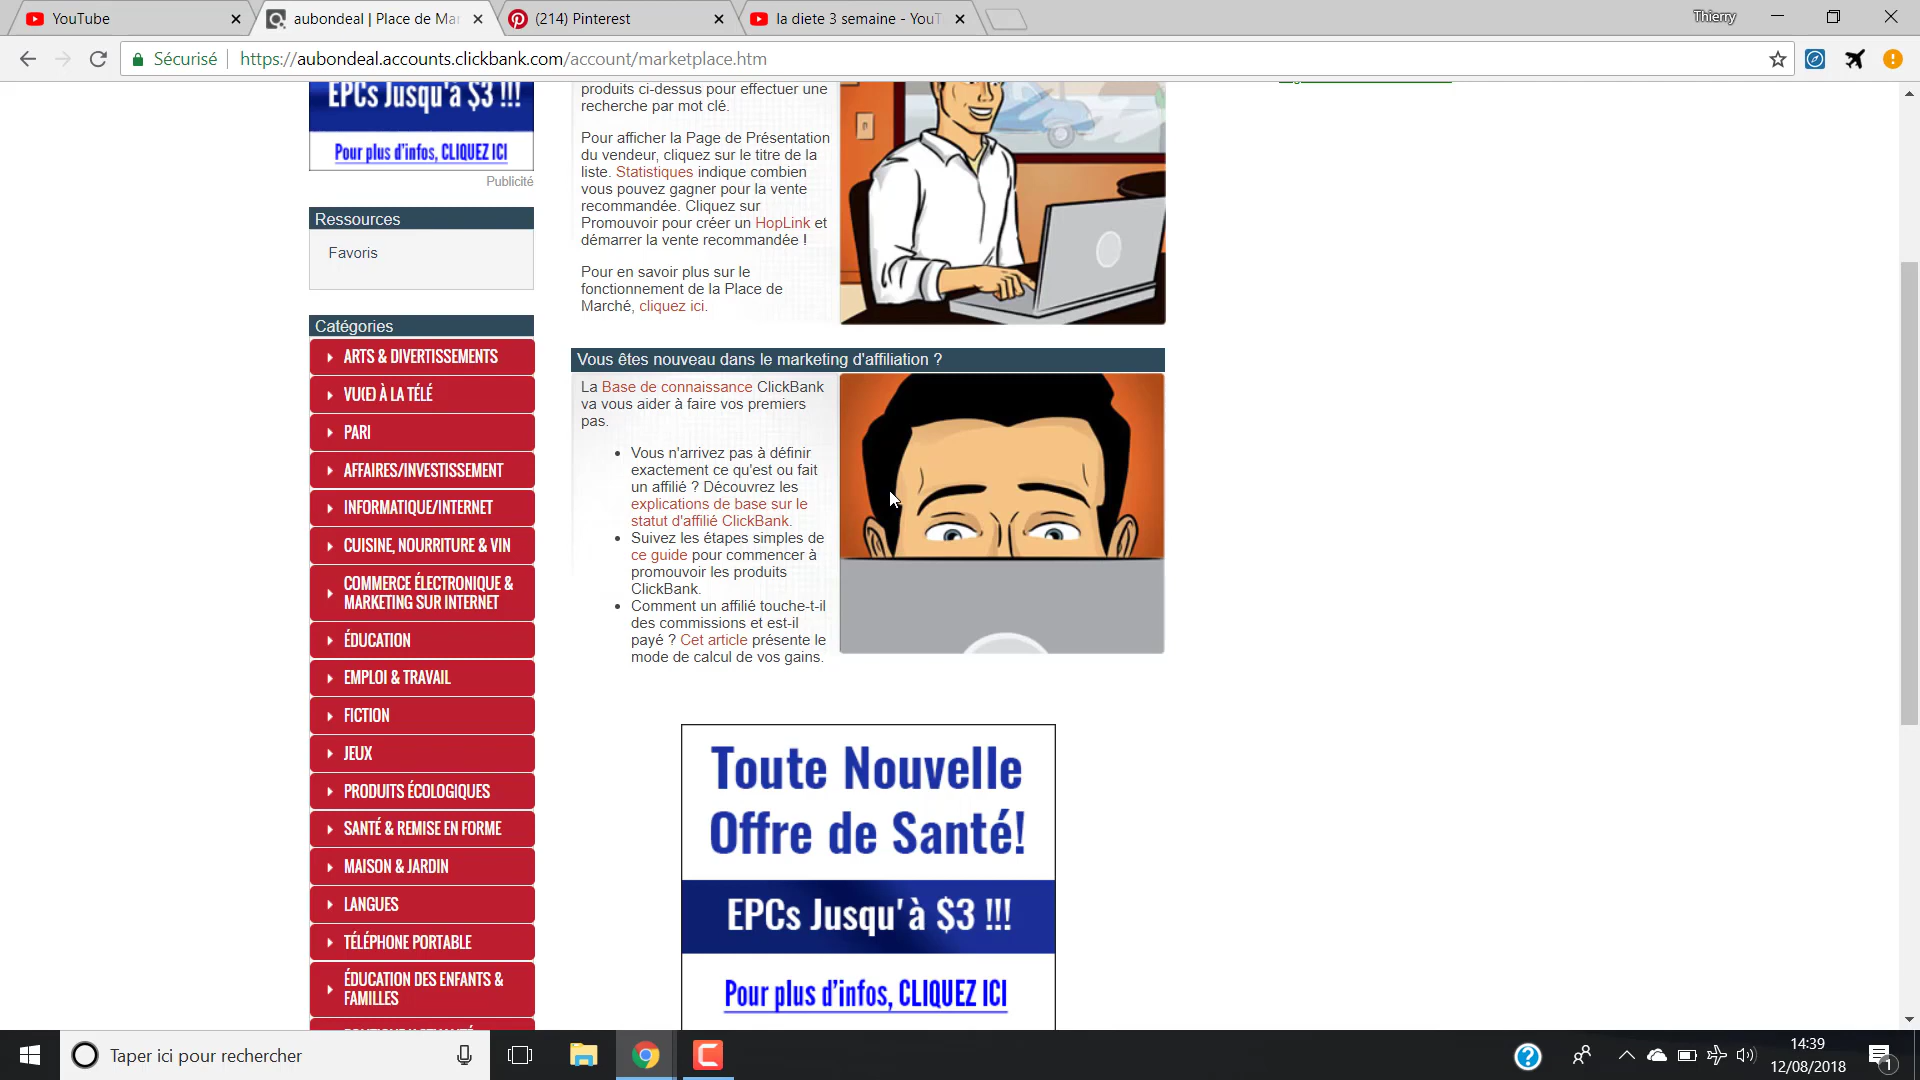 YouTube
aubondeal | Place de Mar
(214) Pinterest
la diete 3 semaine - YouT
Thierry
Sécurisé
https://aubondeal.accounts.clickbank.com/account/marketplace.htm
EPCs Jusqu'à $3 !!!
Pour plus d'infos, CLIQUEZ ICI
Publicité
Ressources
Favoris
Catégories
ARTS & DIVERTISSEMENTS
VU(E) À LA TÉLÉ
PARI
AFFAIRES/INVESTISSEMENT
INFORMATIQUE/INTERNET
CUISINE, NOURRITURE & VIN
COMMERCE ÉLECTRONIQUE &
MARKETING SUR INTERNET
ÉDUCATION
EMPLOI & TRAVAIL
FICTION
JEUX
PRODUITS ÉCOLOGIQUES
SANTÉ & REMISE EN FORME
MAISON & JARDIN
LANGUES
TÉLÉPHONE PORTABLE
ÉDUCATION DES ENFANTS &
FAMILLES
produits ci-dessus pour effectuer une
recherche par mot clé.
Pour afficher la Page de Présentation
du vendeur, cliquez sur le titre de la
liste. Statistiques indique combien
vous pouvez gagner pour la vente
recommandée. Cliquez sur
Promouvoir pour créer un HopLink et
démarrer la vente recommandée !
Pour en savoir plus sur le
fonctionnement de la Place de
Marché, cliquez ici.
Vous êtes nouveau dans le marketing d'affiliation ?
La Base de connaissance ClickBank
va vous aider à faire vos premiers
pas.
Vous n'arrivez pas à définir
exactement ce qu'est ou fait
un affilié ? Découvrez les
explications de base sur le
statut d'affilié ClickBank.
Suivez les étapes simples de
ce guide pour commencer à
promouvoir les produits
ClickBank.
Comment un affilié touche-t-il
des commissions et est-il
payé ? Cet article présente le
mode de calcul de vos gains.
Toute Nouvelle
Offre de Santé!
EPCs Jusqu'à $3 !!!
Pour plus d'infos, CLIQUEZ ICI
Taper ici pour rechercher
14:39
12/08/2018
1